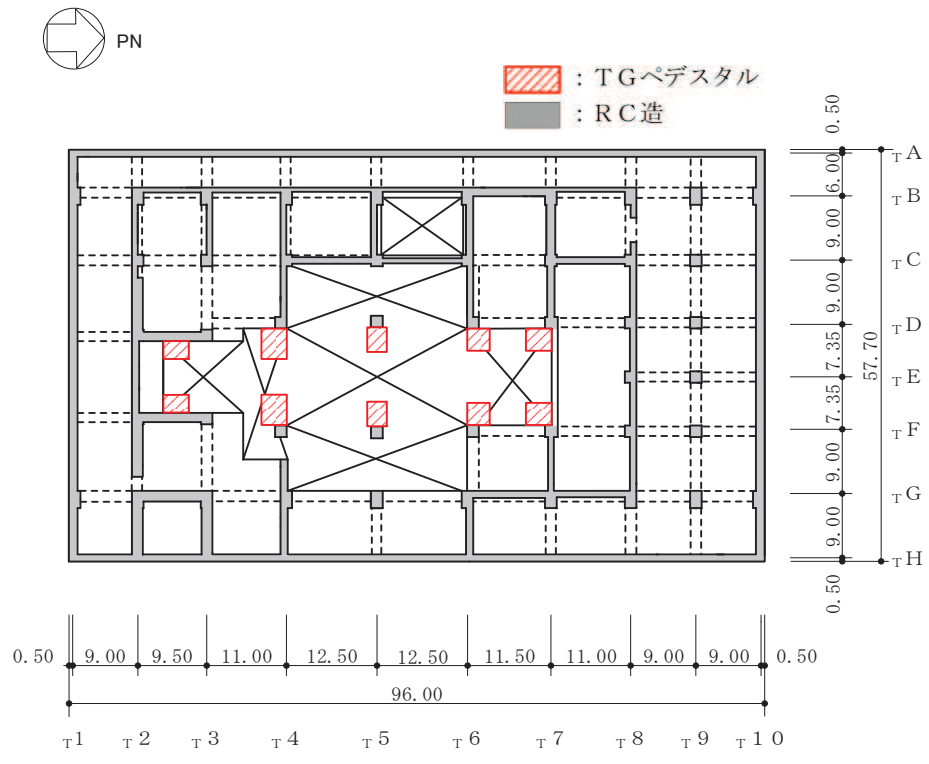 PN
：ＴＧペデスタル
：ＲＣ造
0.50
TA
6.00
TB
9.00
TC
9.00
TD
7.35
57.70
TE
7.35
TF
9.00
TG
9.00
TH
0.50
0.50 9.00 9.50 11.00 12.50 12.50 11.50 11.00 9.00 9.00 0.50
96.00
T1 T2 T3 T4 T5 T6 T7 T8 T9 T10